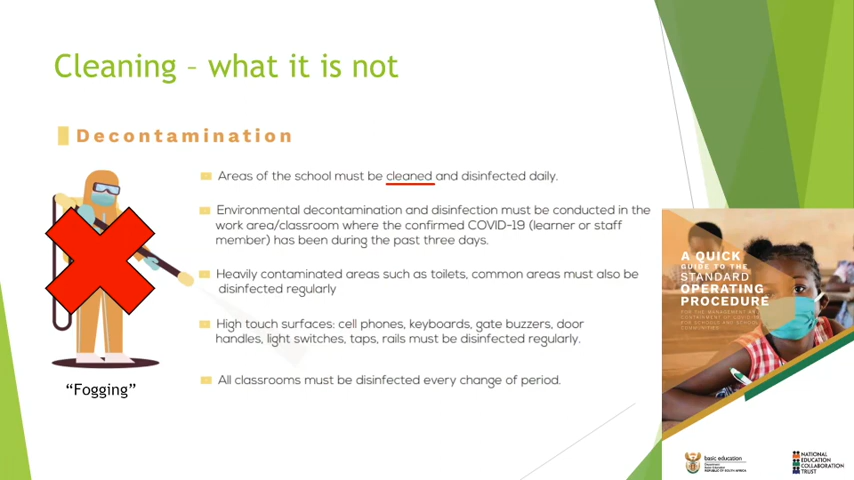 Cleaning – what it is not
Decontamination
Areas of the school must be cleaned and disinfected daily.
Environmental decontamination and disinfection must be conducted in the
work area/classroom where the confirmed COVID-19 (learner or staff
member) has been during the past three days.
Heavily contaminated areas such as toilets, common areas must also be
disinfected regularly
High touch surfaces: cell phones, keyboards, gate buzzers, door
handles, light switches, taps, rails must be disinfected regularly.
All classrooms must be disinfected every change of period.
“Fogging”
A QUICK
GUIDE TO THE
STANDARD
OPERATING
PROCEDURE
FOR THE MANAGEMENT AND
CONTAINMENT OF COVID-19
FOR SCHOOLS AND SCHOOL
COMMUNITIES
basic education
Department:
Basic Education
REPUBLIC OF SOUTH AFRICA
NATIONAL
EDUCATION
COLLABORATION
TRUST